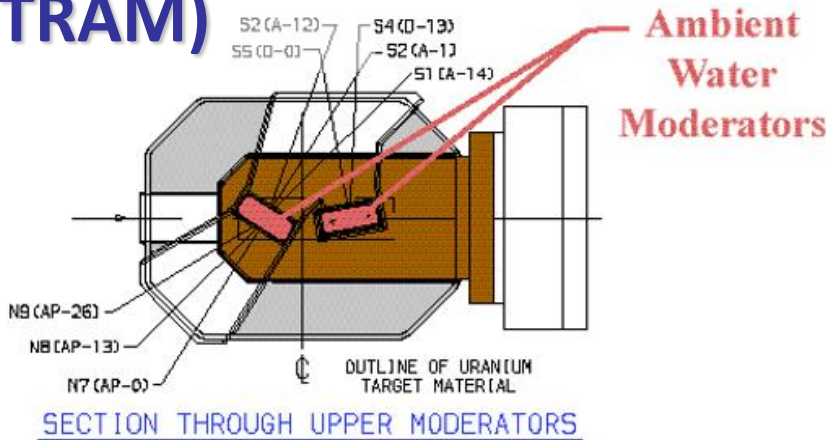 TRAM)
S2(A-12)
S5(O-0)
S4(O-13)
S2(A-1)
S1(A-14)
Ambient
Water
Moderators
N9(AP-26)
N8(AP-13)
N7(AP-0)
℄
OUTLINE OF URANIUM
TARGET MATERIAL
SECTION THROUGH UPPER MODERATORS